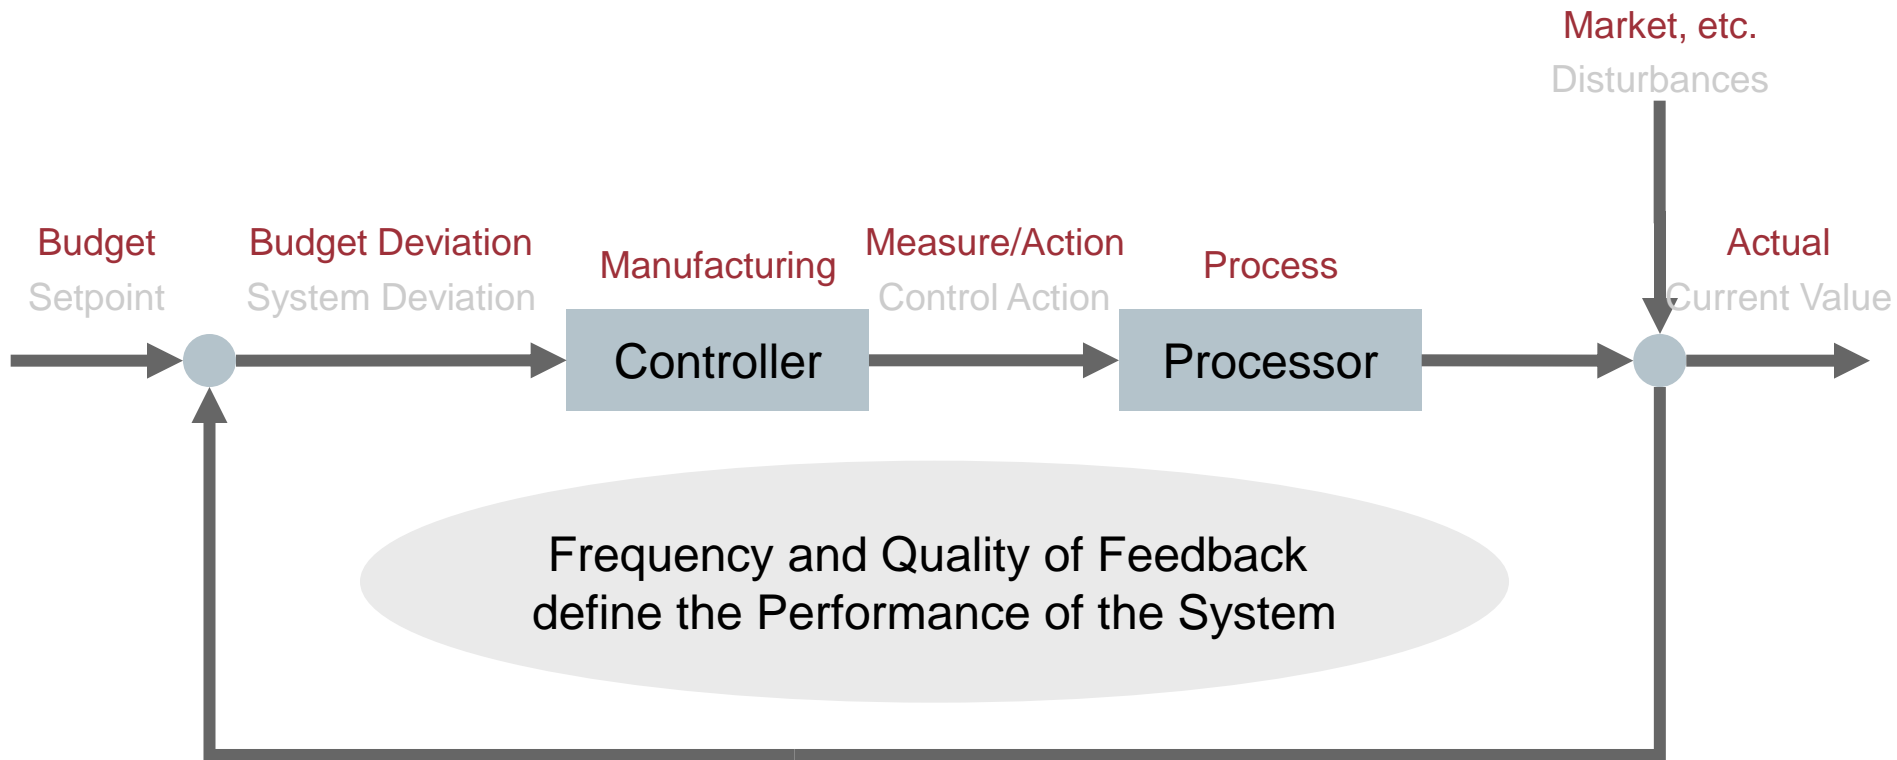 Market, etc.
Disturbances
Budget
Setpoint
Budget Deviation
System Deviation
Manufacturing
Controller
Measure/Action
Control Action
Process
Processor
Actual
Current Value
Frequency and Quality of Feedback
define the Performance of the System